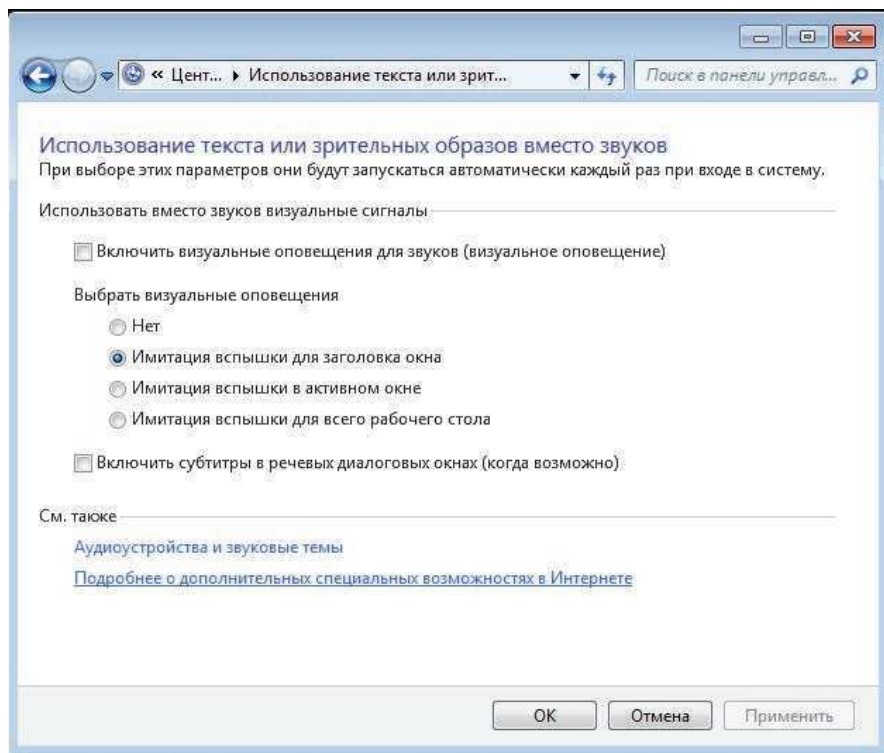 « Цент... ▸ Использование текста или зрит...
Поиск в панели управл...
Использование текста или зрительных образов вместо звуков
При выборе этих параметров они будут запускаться автоматически каждый раз при входе в систему.
Использовать вместо звуков визуальные сигналы
Включить визуальные оповещения для звуков (визуальное оповещение)
Выбрать визуальные оповещения
Нет
Имитация вспышки для заголовка окна
Имитация вспышки в активном окне
Имитация вспышки для всего рабочего стола
Включить субтитры в речевых диалоговых окнах (когда возможно)
См. также
Аудиоустройства и звуковые темы
Подробнее о дополнительных специальных возможностях в Интернете
ОК Отмена Применить